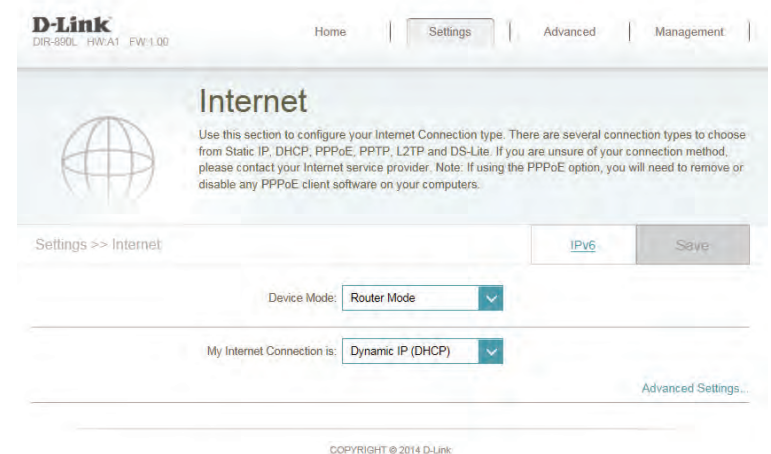 D-Link
DIR-890L HW:A1 FW:1.00
Home
Settings
Advanced
Management
Internet
Use this section to configure your Internet Connection type. There are several connection types to choose
from Static IP, DHCP, PPPoE, PPTP, L2TP and DS-Lite. If you are unsure of your connection method,
please contact your Internet service provider. Note: If using the PPPoE option, you will need to remove or
disable any PPPoE client software on your computers.
Settings >> Internet
IPv6
Save
Device Mode: Router Mode
My Internet Connection is: Dynamic IP (DHCP)
Advanced Settings...
COPYRIGHT © 2014 D-Link